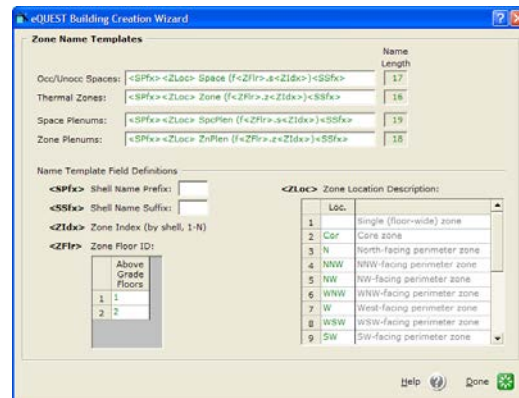 eQUEST Building Creation Wizard
Zone Name Templates
Name
Length
Occ/Unocc Spaces: <SPfx><ZLoc> Space (f<ZFlr>.s<ZIdx>)<SSfx> 17
Thermal Zones: <SPfx><ZLoc> Zone (f<ZFlr>.z<ZIdx>)<SSfx> 16
Space Plenums: <SPfx><ZLoc> SpcPlen (f<ZFlr>.s<ZIdx>)<SSfx> 19
Zone Plenums: <SPfx><ZLoc> ZnPlen (f<ZFlr>.z<ZIdx>)<SSfx> 18
Name Template Field Definitions
<SPfx> Shell Name Prefix:
<SSfx> Shell Name Suffix:
<ZIdx> Zone Index (by shell, 1-N)
<ZFlr> Zone Floor ID:
Above
Grade
Floors
1 1
2 2
<ZLoc> Zone Location Description:
Loc.
1 Single (floor-wide) zone
2 Cor Core zone
3 N North-facing perimeter zone
4 NNW NNW-facing perimeter zone
5 NW NW-facing perimeter zone
6 WNW WNW-facing perimeter zone
7 W West-facing perimeter zone
8 WSW WSW-facing perimeter zone
9 SW SW-facing perimeter zone
Help
Done